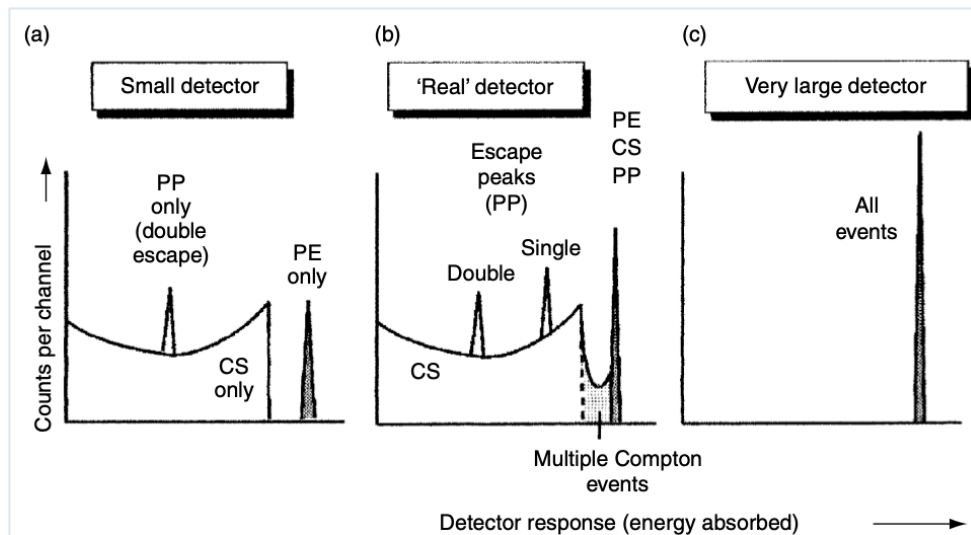 (a)
Small detector
Counts per channel
PP
only
(double
escape)
PE
only
CS
only
(b)
'Real' detector
Escape
peaks
(PP)
PE
CS
PP
Double
Single
CS
Multiple Compton
events
(c)
Very large detector
All
events
Detector response (energy absorbed)